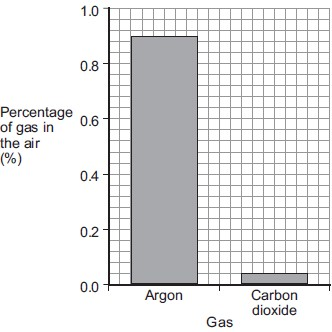 1.0
0.8
Percentage
of gas in
the air
(%)
0.6
0.4
0.2
0.0
Argon
Carbon
dioxide
Gas